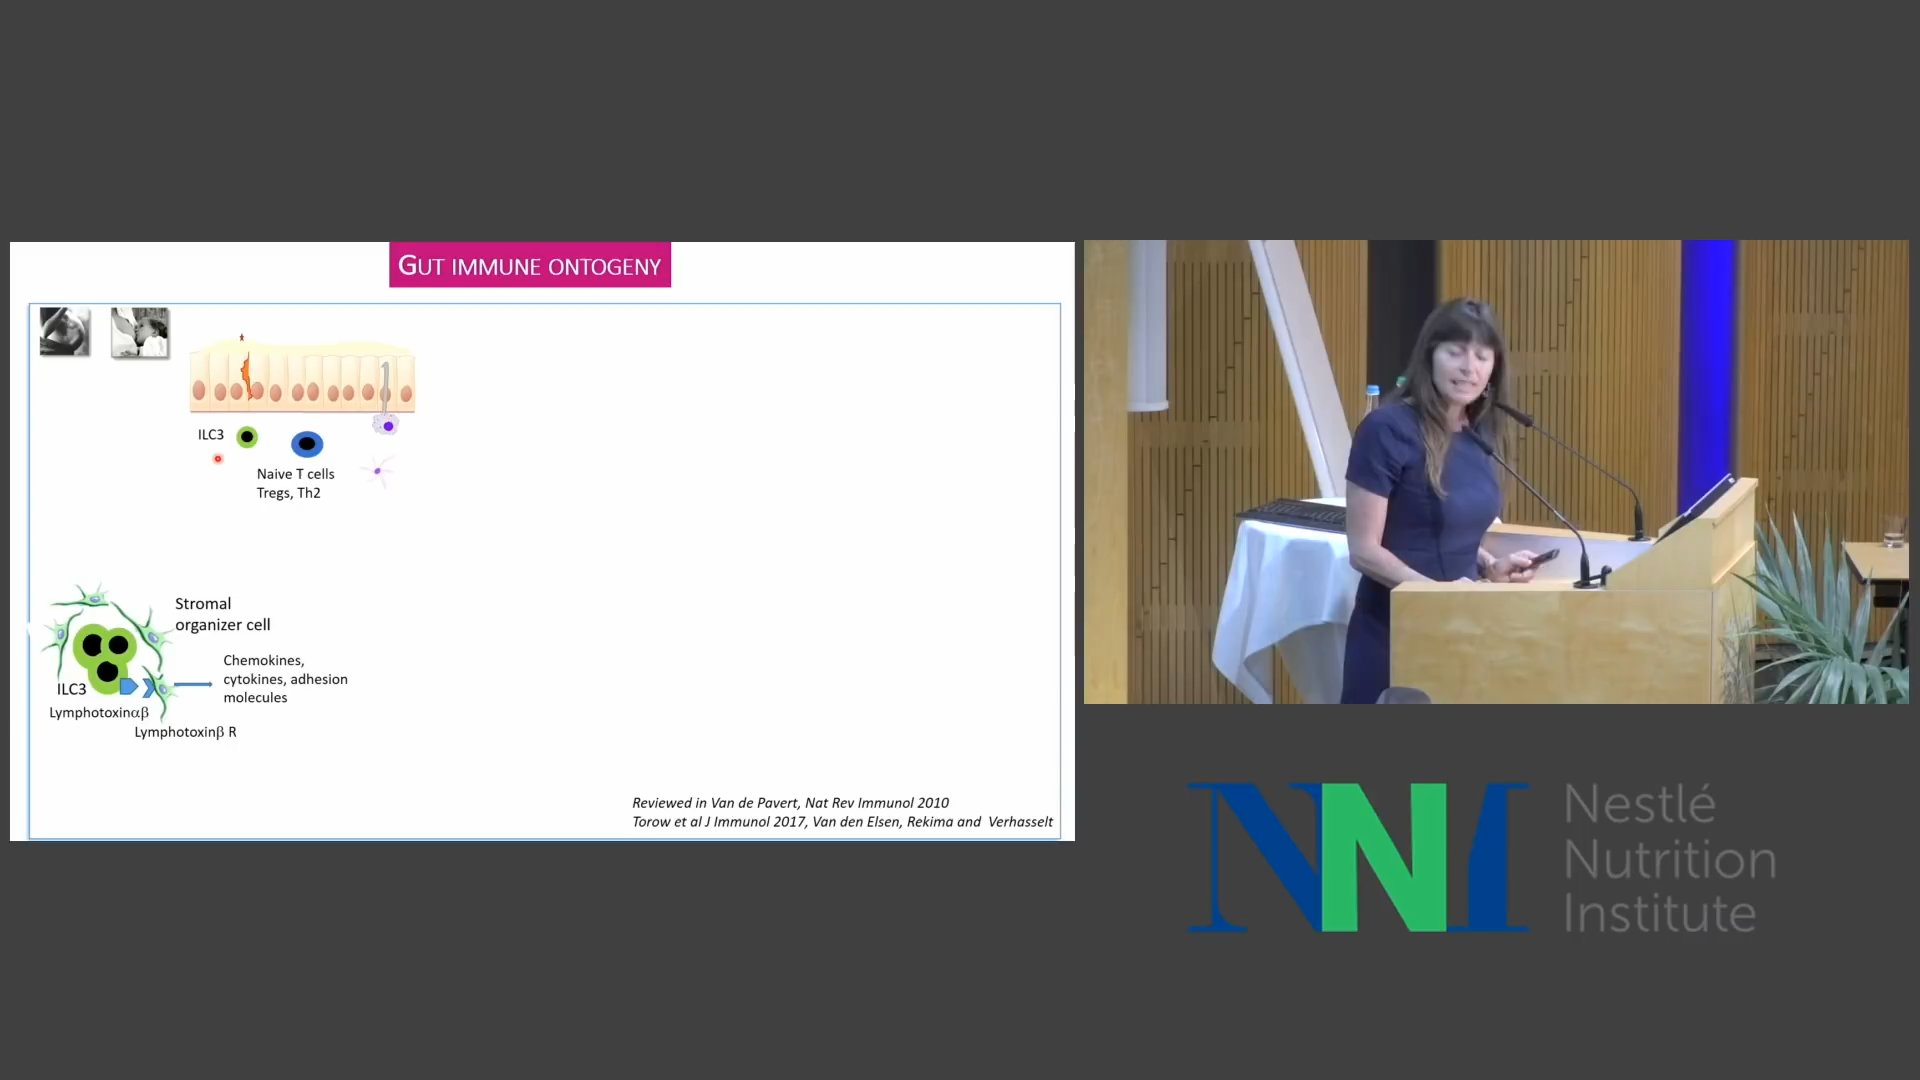 GUT IMMUNE ONTOGENY
ILC3
Naive T cells
Tregs, Th2
Stromal
organizer cell
Chemokines,
cytokines, adhesion
molecules
ILC3
Lymphotoxinαβ
Lymphotoxinβ R
Reviewed in Van de Pavert, Nat Rev Immunol 2010
Torow et al J Immunol 2017, Van den Elsen, Rekima and Verhasselt
NNI
Nestlé
Nutrition
Institute